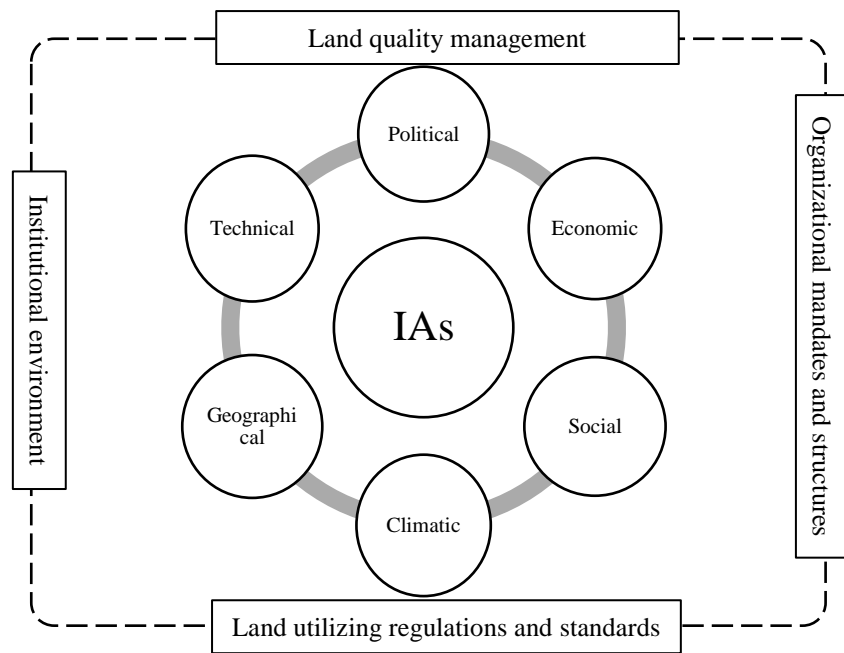 Land quality management
Political
Technical
Economic
Institutional environment
Organizational mandates and structures
IAs
Geographi
cal
Social
Climatic
Land utilizing regulations and standards